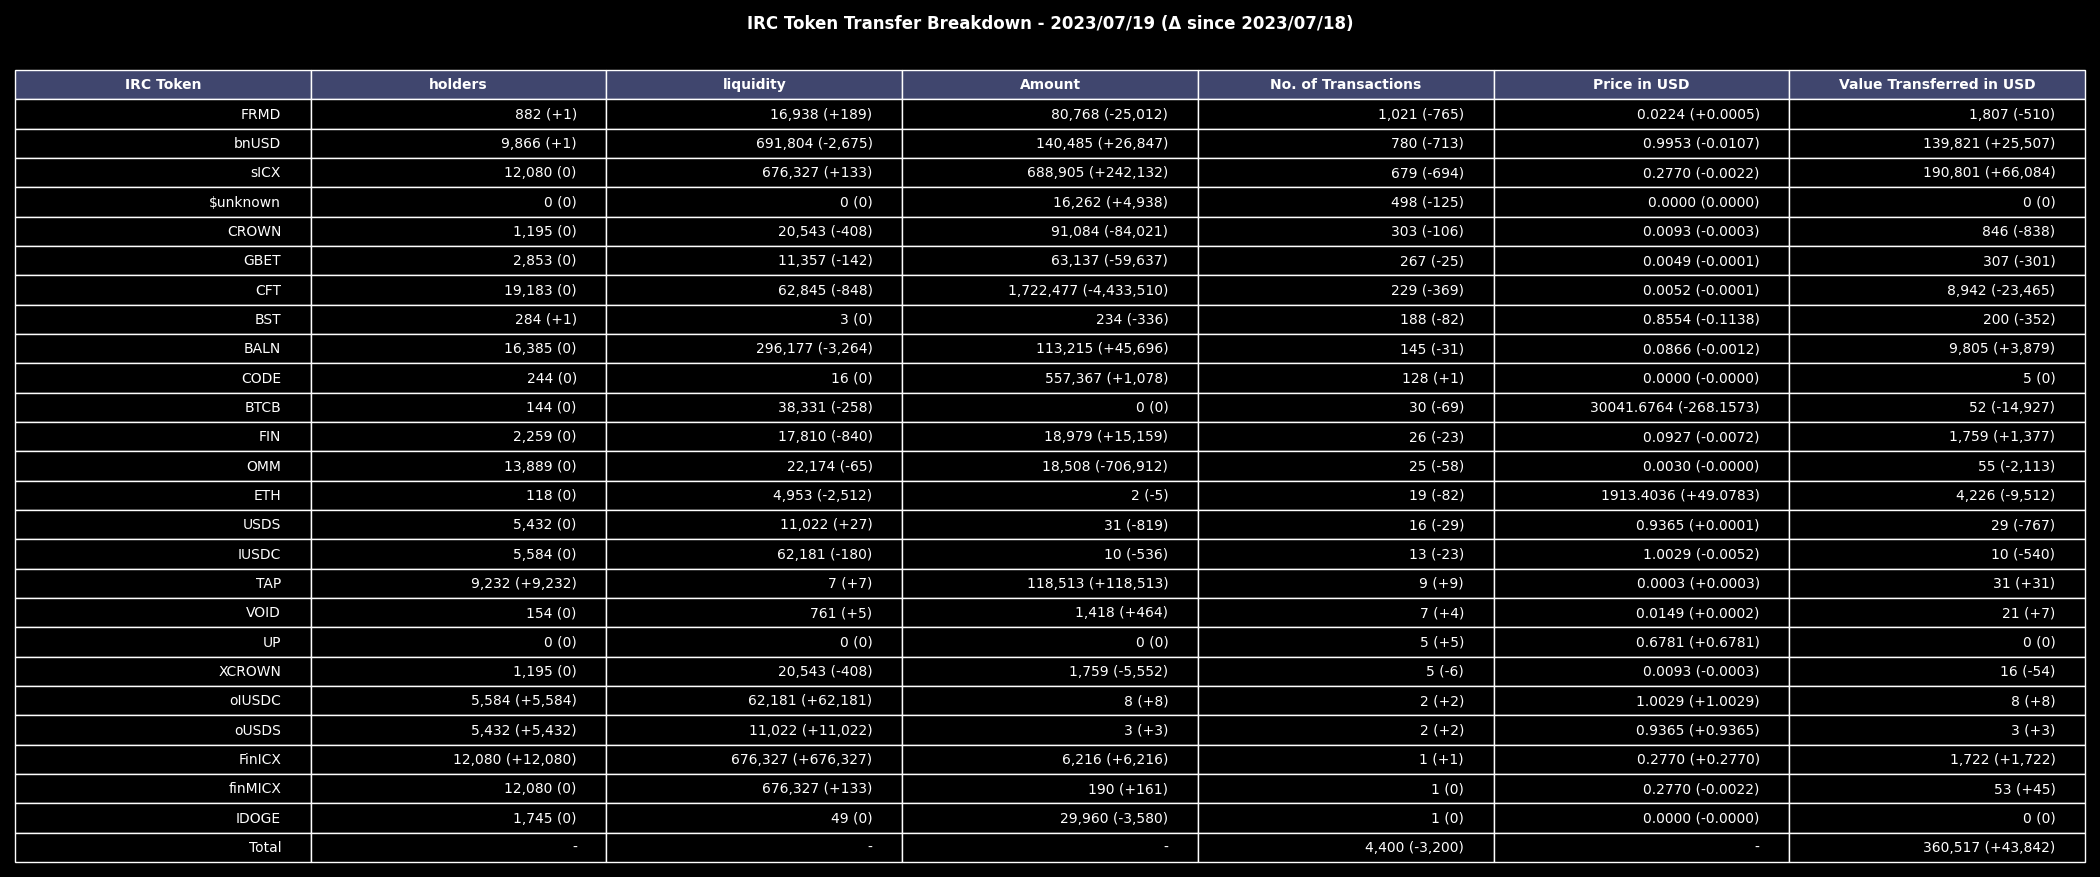 IRC Token Transfer Breakdown - 2023/07/19 (Δ since 2023/07/18)
IRC Token holders liquidity Amount No. of Transactions Price in USD Value Transferred in USD
FRMD 882 (+1) 16,938 (+189) 80,768 (-25,012) 1,021 (-765) 0.0224 (+0.0005) 1,807 (-510)
bnUSD 9,866 (+1) 691,804 (-2,675) 140,485 (+26,847) 780 (-713) 0.9953 (-0.0107) 139,821 (+25,507)
sICX 12,080 (0) 676,327 (+133) 688,905 (+242,132) 679 (-694) 0.2770 (-0.0022) 190,801 (+66,084)
$unknown 0 (0) 0 (0) 16,262 (+4,938) 498 (-125) 0.0000 (0.0000) 0 (0)
CROWN 1,195 (0) 20,543 (-408) 91,084 (-84,021) 303 (-106) 0.0093 (-0.0003) 846 (-838)
GBET 2,853 (0) 11,357 (-142) 63,137 (-59,637) 267 (-25) 0.0049 (-0.0001) 307 (-301)
CFT 19,183 (0) 62,845 (-848) 1,722,477 (-4,433,510) 229 (-369) 0.0052 (-0.0001) 8,942 (-23,465)
BST 284 (+1) 3 (0) 234 (-336) 188 (-82) 0.8554 (-0.1138) 200 (-352)
BALN 16,385 (0) 296,177 (-3,264) 113,215 (+45,696) 145 (-31) 0.0866 (-0.0012) 9,805 (+3,879)
CODE 244 (0) 16 (0) 557,367 (+1,078) 128 (+1) 0.0000 (-0.0000) 5 (0)
BTCB 144 (0) 38,331 (-258) 0 (0) 30 (-69) 30041.6764 (-268.1573) 52 (-14,927)
FIN 2,259 (0) 17,810 (-840) 18,979 (+15,159) 26 (-23) 0.0927 (-0.0072) 1,759 (+1,377)
OMM 13,889 (0) 22,174 (-65) 18,508 (-706,912) 25 (-58) 0.0030 (-0.0000) 55 (-2,113)
ETH 118 (0) 4,953 (-2,512) 2 (-5) 19 (-82) 1913.4036 (+49.0783) 4,226 (-9,512)
USDS 5,432 (0) 11,022 (+27) 31 (-819) 16 (-29) 0.9365 (+0.0001) 29 (-767)
IUSDC 5,584 (0) 62,181 (-180) 10 (-536) 13 (-23) 1.0029 (-0.0052) 10 (-540)
TAP 9,232 (+9,232) 7 (+7) 118,513 (+118,513) 9 (+9) 0.0003 (+0.0003) 31 (+31)
VOID 154 (0) 761 (+5) 1,418 (+464) 7 (+4) 0.0149 (+0.0002) 21 (+7)
UP 0 (0) 0 (0) 0 (0) 5 (+5) 0.6781 (+0.6781) 0 (0)
XCROWN 1,195 (0) 20,543 (-408) 1,759 (-5,552) 5 (-6) 0.0093 (-0.0003) 16 (-54)
oIUSDC 5,584 (+5,584) 62,181 (+62,181) 8 (+8) 2 (+2) 1.0029 (+1.0029) 8 (+8)
oUSDS 5,432 (+5,432) 11,022 (+11,022) 3 (+3) 2 (+2) 0.9365 (+0.9365) 3 (+3)
FinICX 12,080 (+12,080) 676,327 (+676,327) 6,216 (+6,216) 1 (+1) 0.2770 (+0.2770) 1,722 (+1,722)
finMICX 12,080 (0) 676,327 (+133) 190 (+161) 1 (0) 0.2770 (-0.0022) 53 (+45)
IDOGE 1,745 (0) 49 (0) 29,960 (-3,580) 1 (0) 0.0000 (-0.0000) 0 (0)
Total - - - 4,400 (-3,200) - 360,517 (+43,842)